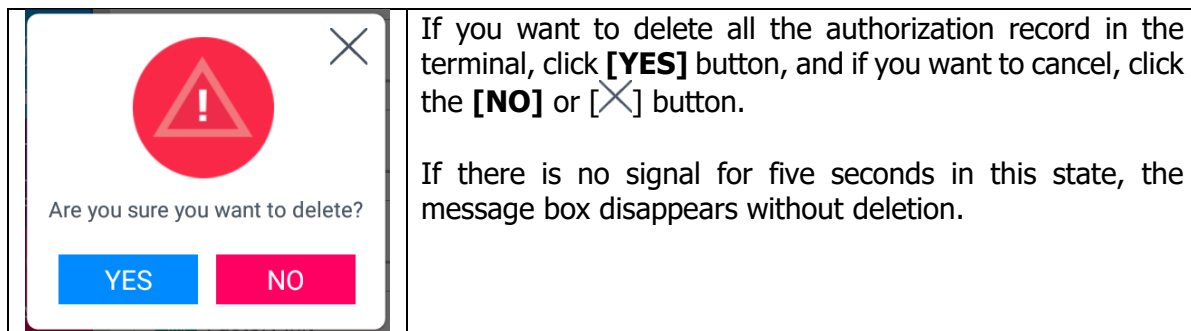 !
Are you sure you want to delete?
YES
NO
If you want to delete all the authorization record in the
terminal, click [YES] button, and if you want to cancel, click
the [NO] or [╳] button.
If there is no signal for five seconds in this state, the
message box disappears without deletion.